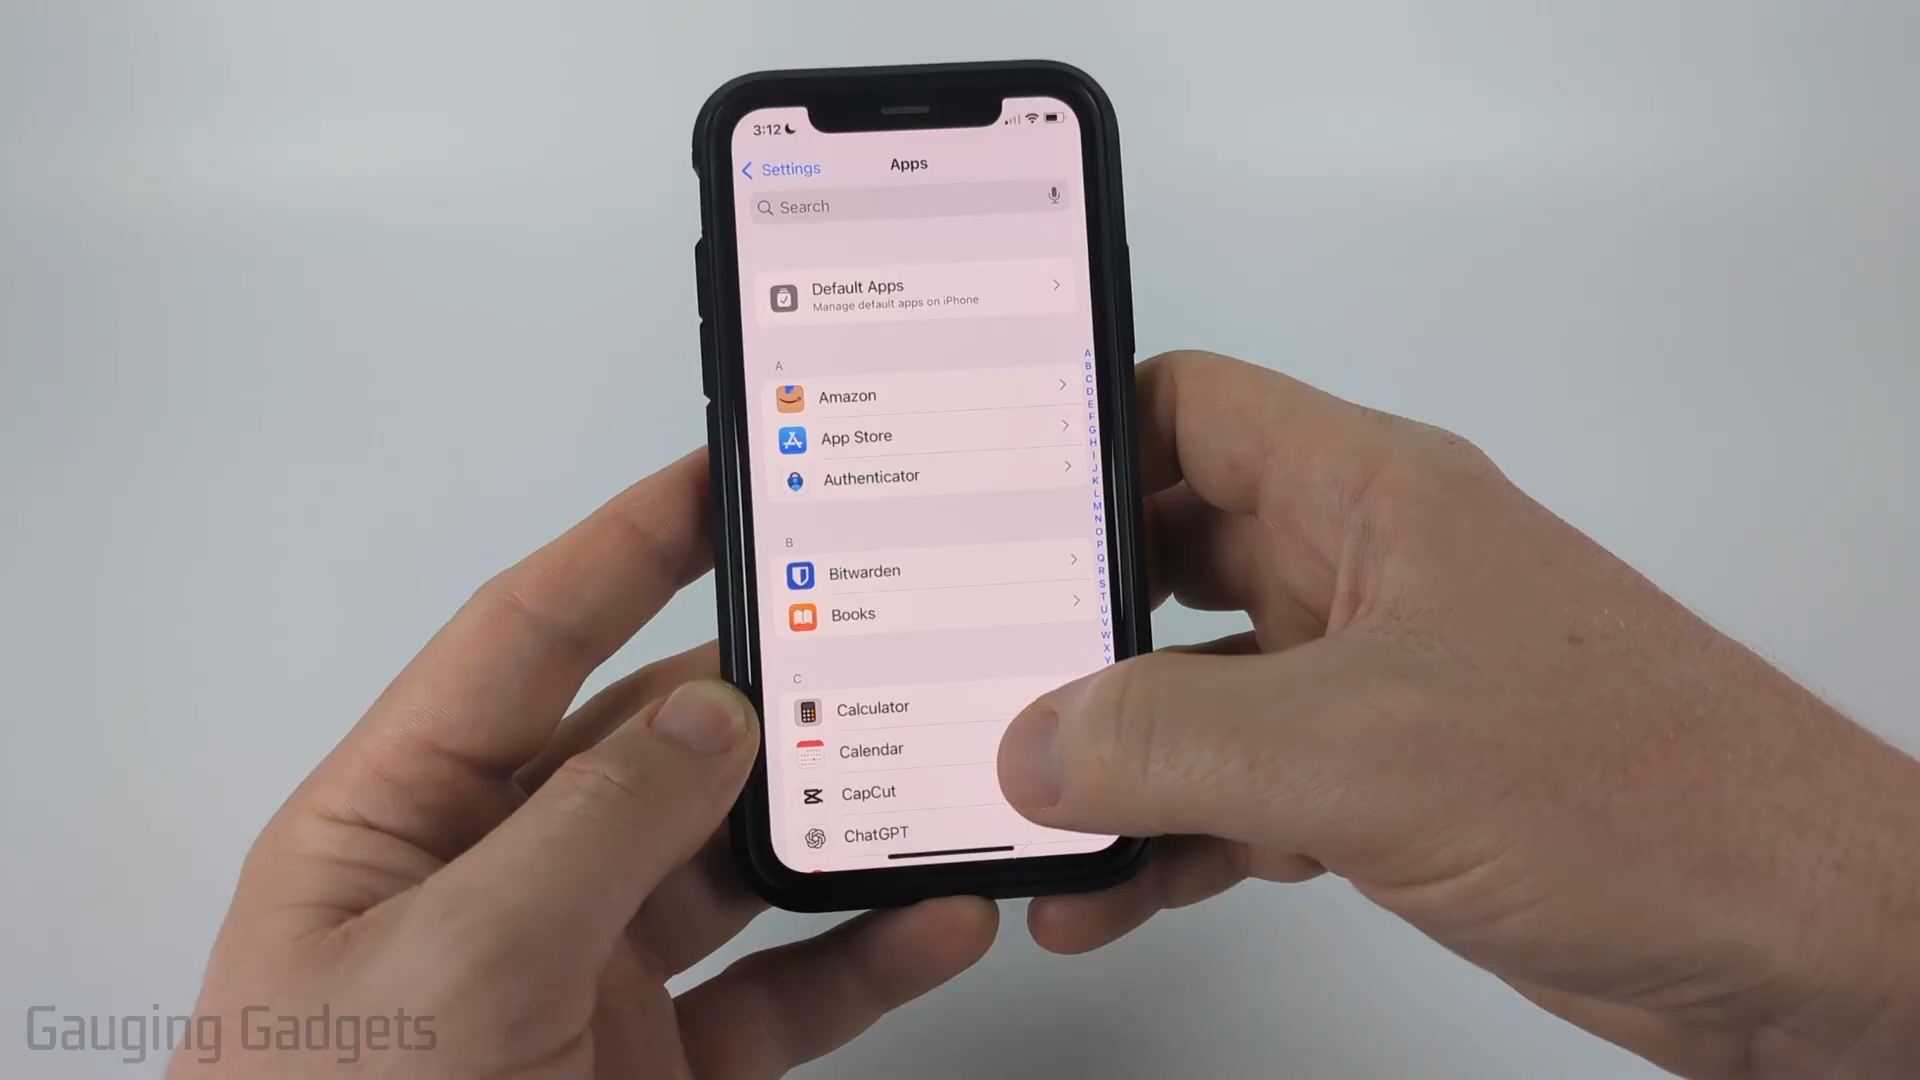 3:12
Settings
Apps
Search
Default Apps
Manage default apps on iPhone
A
Amazon
App Store
Authenticator
B
Bitwarden
Books
C
Calculator
Calendar
CapCut
ChatGPT
A
B
C
D
E
F
G
H
I
J
K
L
M
N
O
P
Q
R
S
T
U
V
W
X
Y
Gauging Gadgets